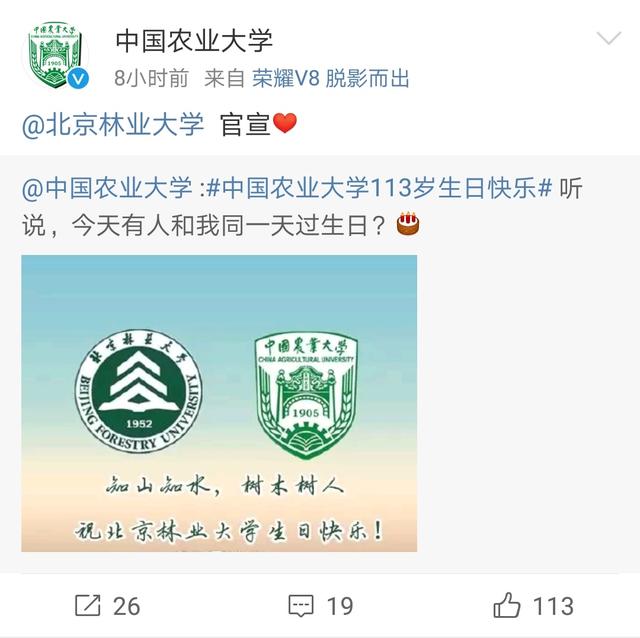 中国农业大学
8小时前 来自 荣耀V8 脱影而出
@北京林业大学 官宣❤️
@中国农业大学 :#中国农业大学113岁生日快乐# 听
说，今天有人和我同一天过生日？🎂
北京林业大学
1952
BEIJING FORESTRY UNIVERSITY
中国農業大学
CHINA AGRICULTURAL UNIVERSITY
1905
知山知水，树木树人
祝北京林业大学生日快乐！
26
19
113